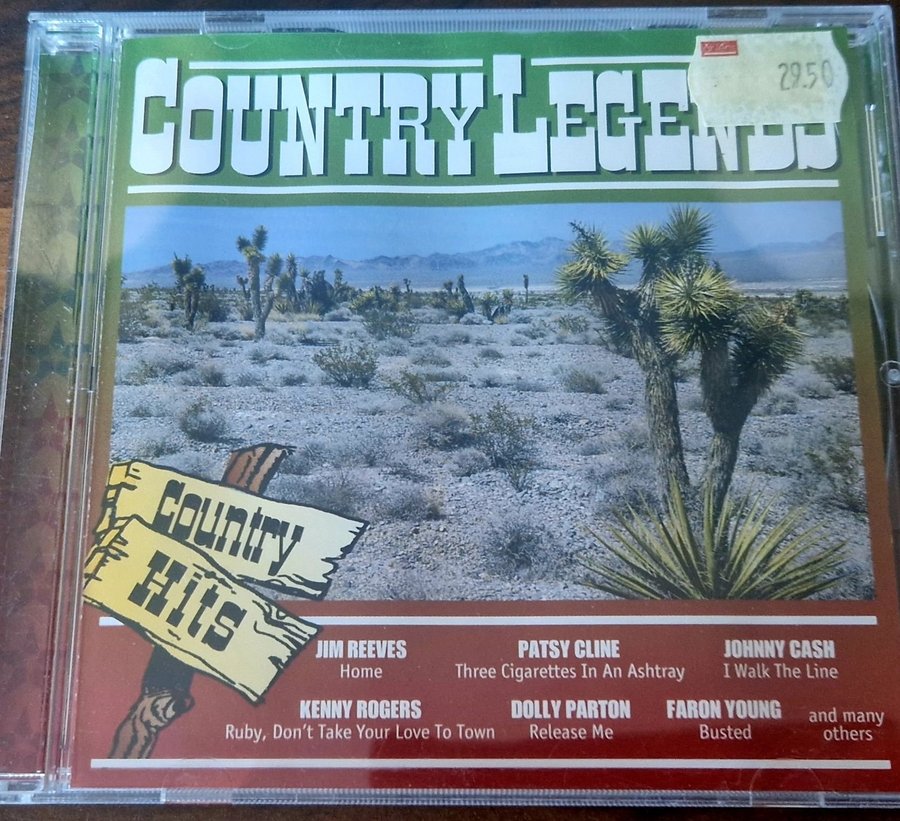 COUNTRY LEGENDS
29.50
Country
Hits
JIM REEVES PATSY CLINE JOHNNY CASH
Home Three Cigarettes In An Ashtray I Walk The Line
KENNY ROGERS DOLLY PARTON FARON YOUNG and many
Ruby, Don't Take Your Love To Town Release Me Busted others